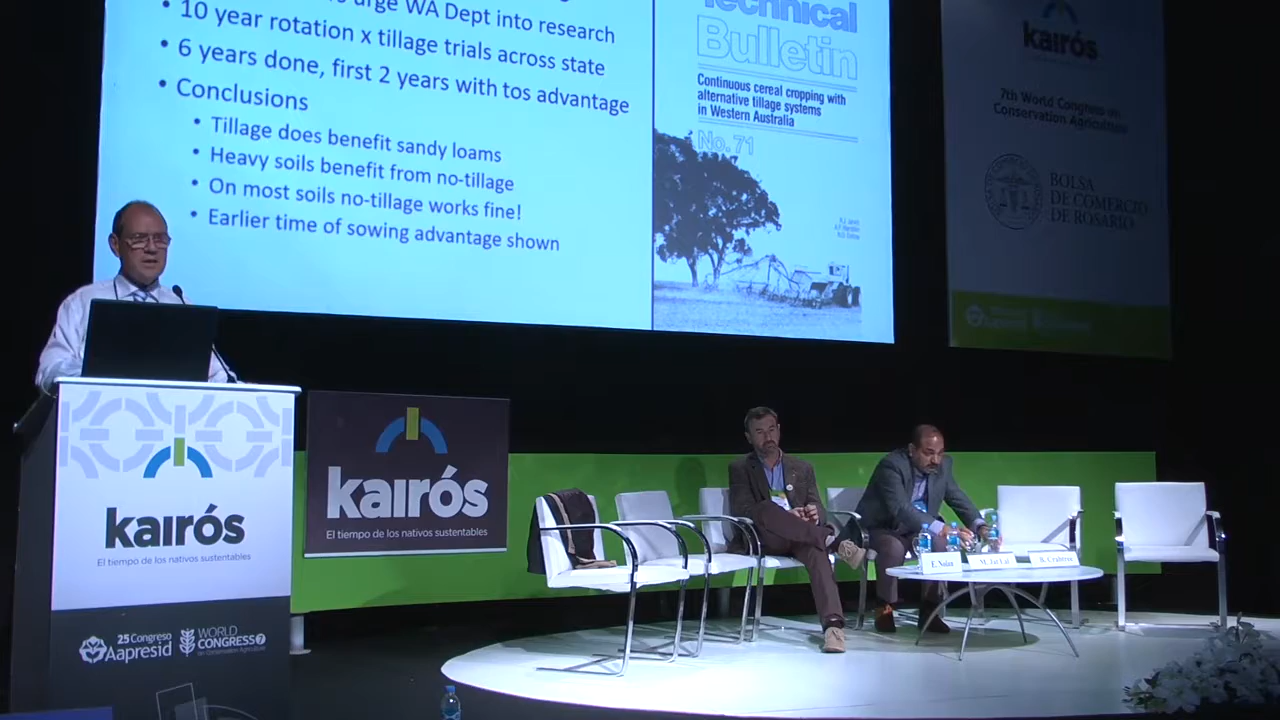 urge WA Dept into research
• 10 year rotation x tillage trials across state
• 6 years done, first 2 years with tos advantage
• Conclusions
• Tillage does benefit sandy loams
• Heavy soils benefit from no-tillage
• On most soils no-tillage works fine!
• Earlier time of sowing advantage shown
Technical
Bulletin
Continuous cereal cropping with
alternative tillage systems
in Western Australia
No. 71
kairós
7th World Congress on
Conservation Agriculture
BOLSA
DE COMERCIO
DE ROSARIO
kairós
El tiempo de los nativos sustentables
kairós
El tiempo de los nativos sustentables
25 Congreso
Aapresid
WORLD
CONGRESS 7
on Conservation Agriculture
M. Jat Lal